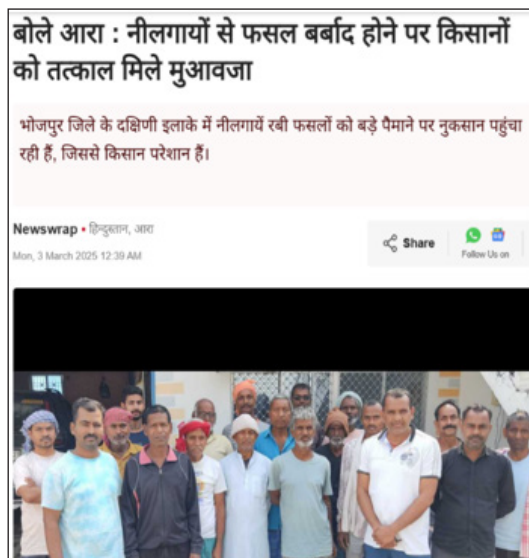 बोले आरा : नीलगायों से फसल बर्बाद होने पर किसानों
को तत्काल मिले मुआवजा
भोजपुर जिले के दक्षिणी इलाके में नीलगायें रबी फसलों को बड़े पैमाने पर नुकसान पहुंचा
रही हैं, जिससे किसान परेशान हैं।
Newswrap • हिन्दुस्तान, आरा
Mon, 3 March 2025 12:39 AM
Share
Follow Us on